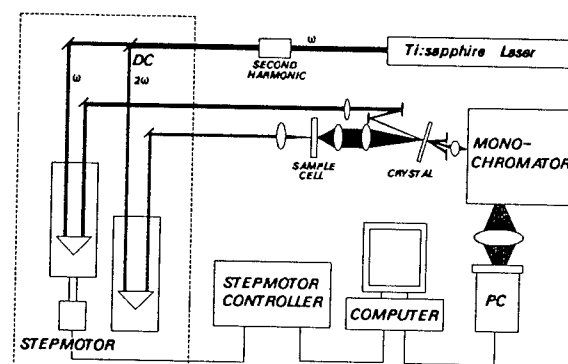 ω
Ti:sapphire Laser
SECOND
HARMONIC
DC
ω
2ω
MONO-
CHROMATOR
SAMPLE
CELL
CRYSTAL
STEPMOTOR
CONTROLLER
COMPUTER
PC
STEPMOTOR